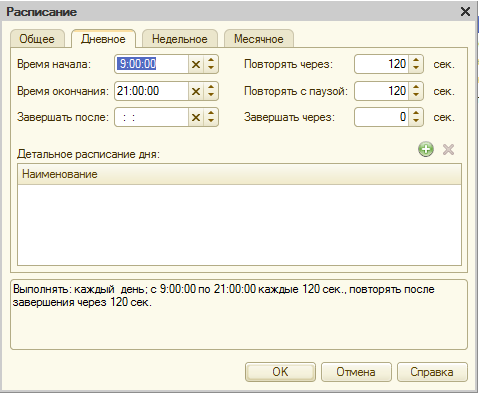 Расписание
Общее Дневное Недельное Месячное
Время начала: 9:00:00 Повторять через: 120 сек.
Время окончания: 21:00:00 Повторять с паузой: 120 сек.
Завершать после: : : Завершать через: 0 сек.
Детальное расписание дня:
Наименование
Выполнять: каждый день; с 9:00:00 по 21:00:00 каждые 120 сек., повторять после
завершения через 120 сек.
OK Отмена Справка